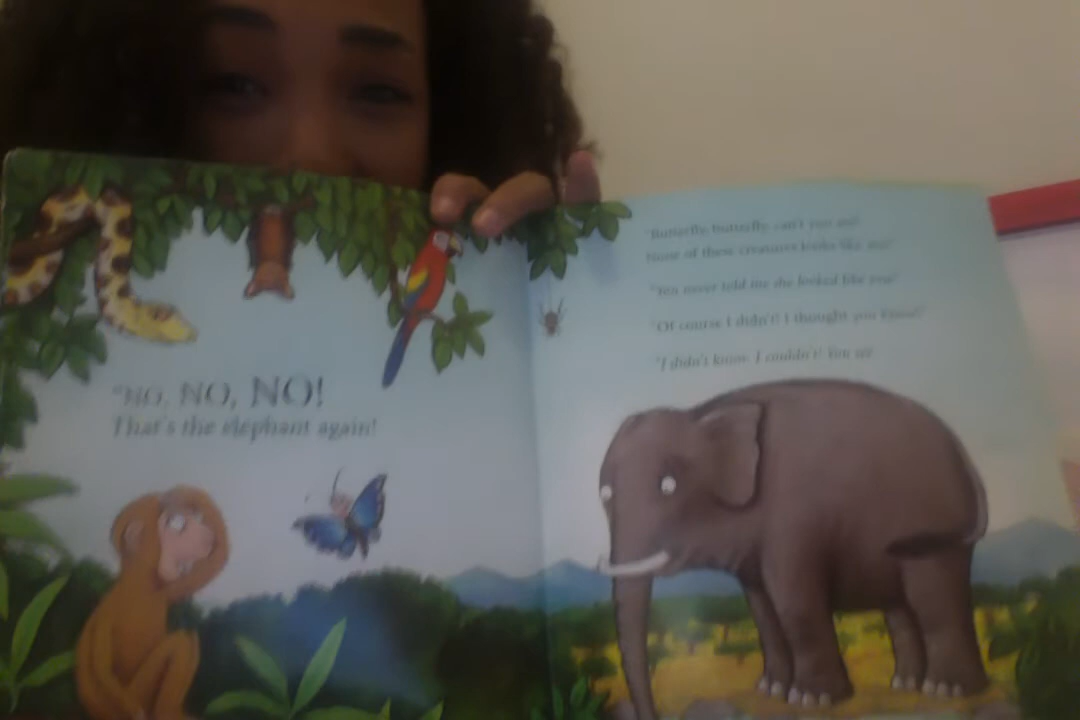 "NO, NO, NO!
That's the elephant again!
"Butterfly, butterfly, can't you see?
None of these creatures looks like me!"
"You never told me she looked like you!"
"Of course I didn't! I thought you knew!"
"I didn't know. I couldn't! You see